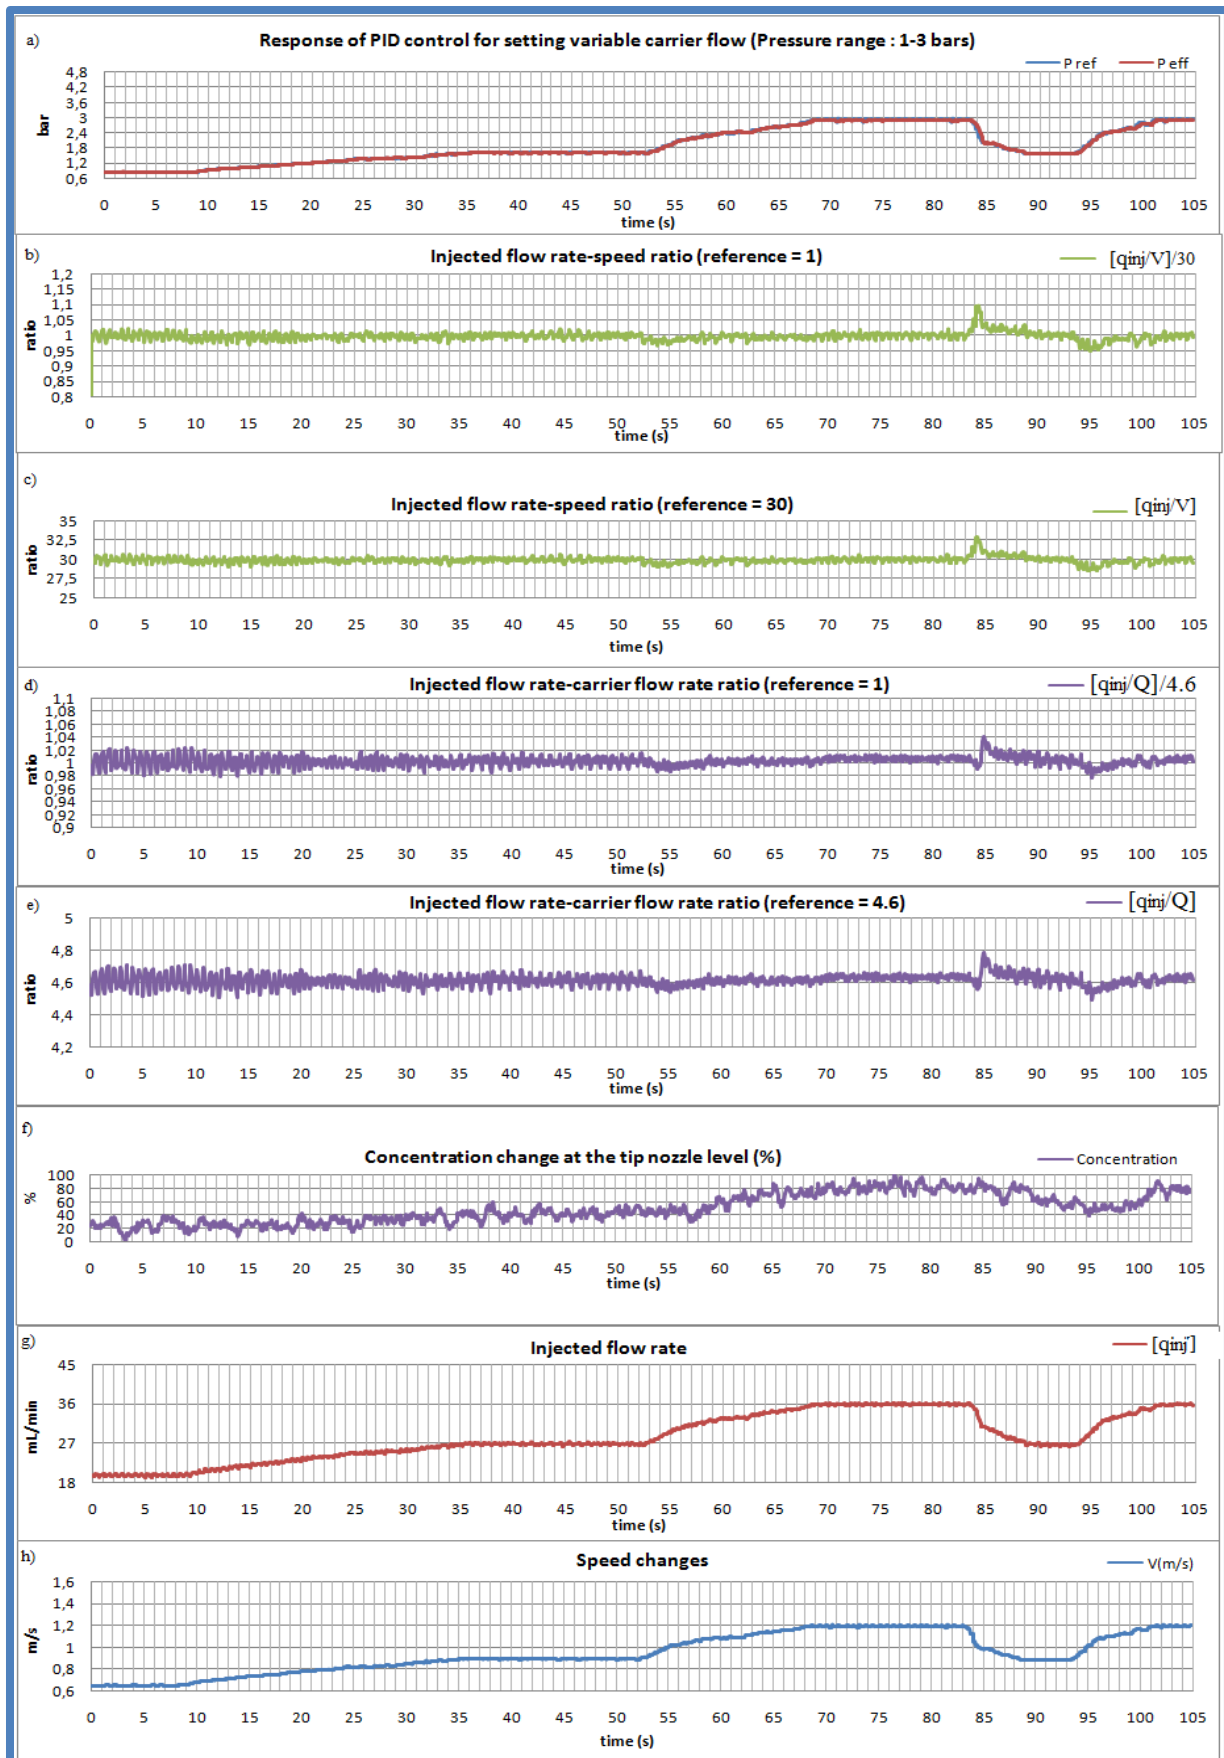 a)
Response of PID control for setting variable carrier flow (Pressure range : 1-3 bars)
P ref P eff
bar
4,8
4,2
3,6
3
2,4
1,8
1,2
0,6
0 5 10 15 20 25 30 35 40 45 50 55 60 65 70 75 80 85 90 95 100 105
time (s)
b)
Injected flow rate-speed ratio (reference = 1)
[qinj/V]/30
ratio
1,2
1,15
1,1
1,05
1
0,95
0,9
0,85
0,8
0 5 10 15 20 25 30 35 40 45 50 55 60 65 70 75 80 85 90 95 100 105
time (s)
c)
Injected flow rate-speed ratio (reference = 30)
[qinj/V]
ratio
35
32,5
30
27,5
25
0 5 10 15 20 25 30 35 40 45 50 55 60 65 70 75 80 85 90 95 100 105
time (s)
d)
Injected flow rate-carrier flow rate ratio (reference = 1)
[qinj/Q]/4.6
ratio
1,1
1,08
1,06
1,04
1,02
1
0,98
0,96
0,94
0,92
0,9
0 5 10 15 20 25 30 35 40 45 50 55 60 65 70 75 80 85 90 95 100 105
time (s)
e)
Injected flow rate-carrier flow rate ratio (reference = 4.6)
[qinj/Q]
ratio
5
4,8
4,6
4,4
4,2
0 5 10 15 20 25 30 35 40 45 50 55 60 65 70 75 80 85 90 95 100 105
time (s)
f)
Concentration change at the tip nozzle level (%)
Concentration
%
100
80
60
40
20
0
0 5 10 15 20 25 30 35 40 45 50 55 60 65 70 75 80 85 90 95 100 105
time (s)
g)
Injected flow rate
[qinj]
mL/min
45
36
27
18
0 5 10 15 20 25 30 35 40 45 50 55 60 65 70 75 80 85 90 95 100 105
time (s)
h)
Speed changes
V(m/s)
m/s
1,6
1,4
1,2
1
0,8
0,6
0 5 10 15 20 25 30 35 40 45 50 55 60 65 70 75 80 85 90 95 100 105
time (s)